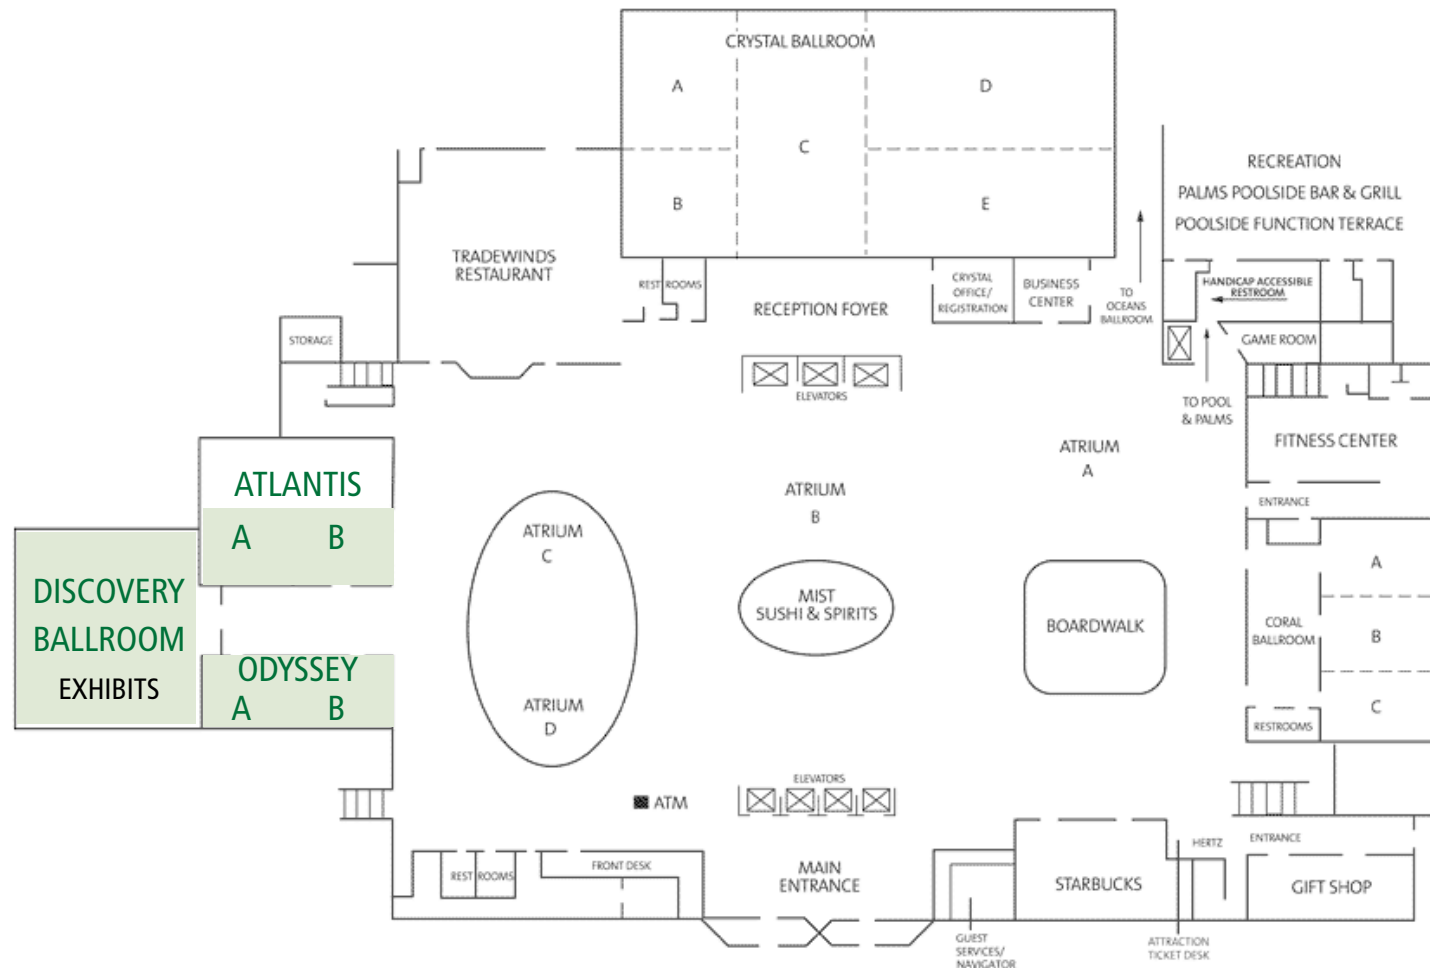 CRYSTAL BALLROOM
A
D
C
B
E
RECREATION
PALMS POOLSIDE BAR & GRILL
POOLSIDE FUNCTION TERRACE
TRADEWINDS
RESTAURANT
REST ROOMS
RECEPTION FOYER
CRYSTAL
OFFICE/
REGISTRATION
BUSINESS
CENTER
TO
OCEANS
BALLROOM
HANDICAP ACCESSIBLE
RESTROOM
STORAGE
GAME ROOM
ELEVATORS
TO POOL
& PALMS
FITNESS CENTER
ATRIUM
A
ATLANTIS
A B
ATRIUM
B
ENTRANCE
ATRIUM
C
DISCOVERY
BALLROOM
EXHIBITS
MIST
SUSHI & SPIRITS
BOARDWALK
CORAL
BALLROOM
A
B
C
ODYSSEY
A B
ATRIUM
D
RESTROOMS
ELEVATORS
ATM
REST ROOMS
FRONT DESK
MAIN
ENTRANCE
STARBUCKS
HERTZ
ENTRANCE
GIFT SHOP
GUEST
SERVICES/
NAVIGATOR
ATTRACTION
TICKET DESK